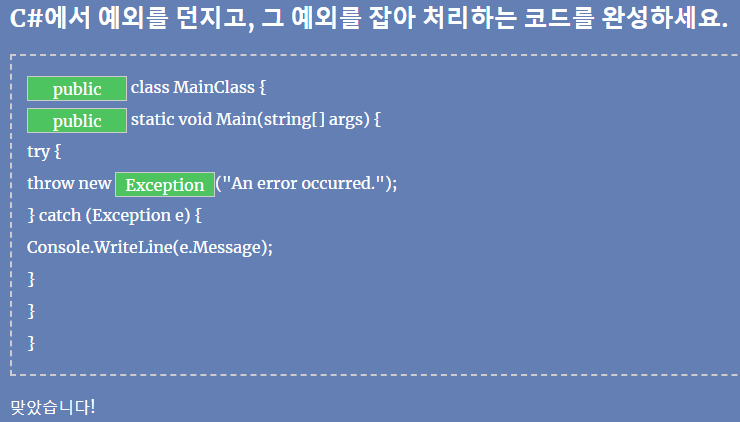 C#에서 예외를 던지고, 그 예외를 잡아 처리하는 코드를 완성하세요.
public class MainClass {
public static void Main(string[] args) {
try {
throw new Exception("An error occurred.");
} catch (Exception e) {
Console.WriteLine(e.Message);
}
}
}
맞았습니다!